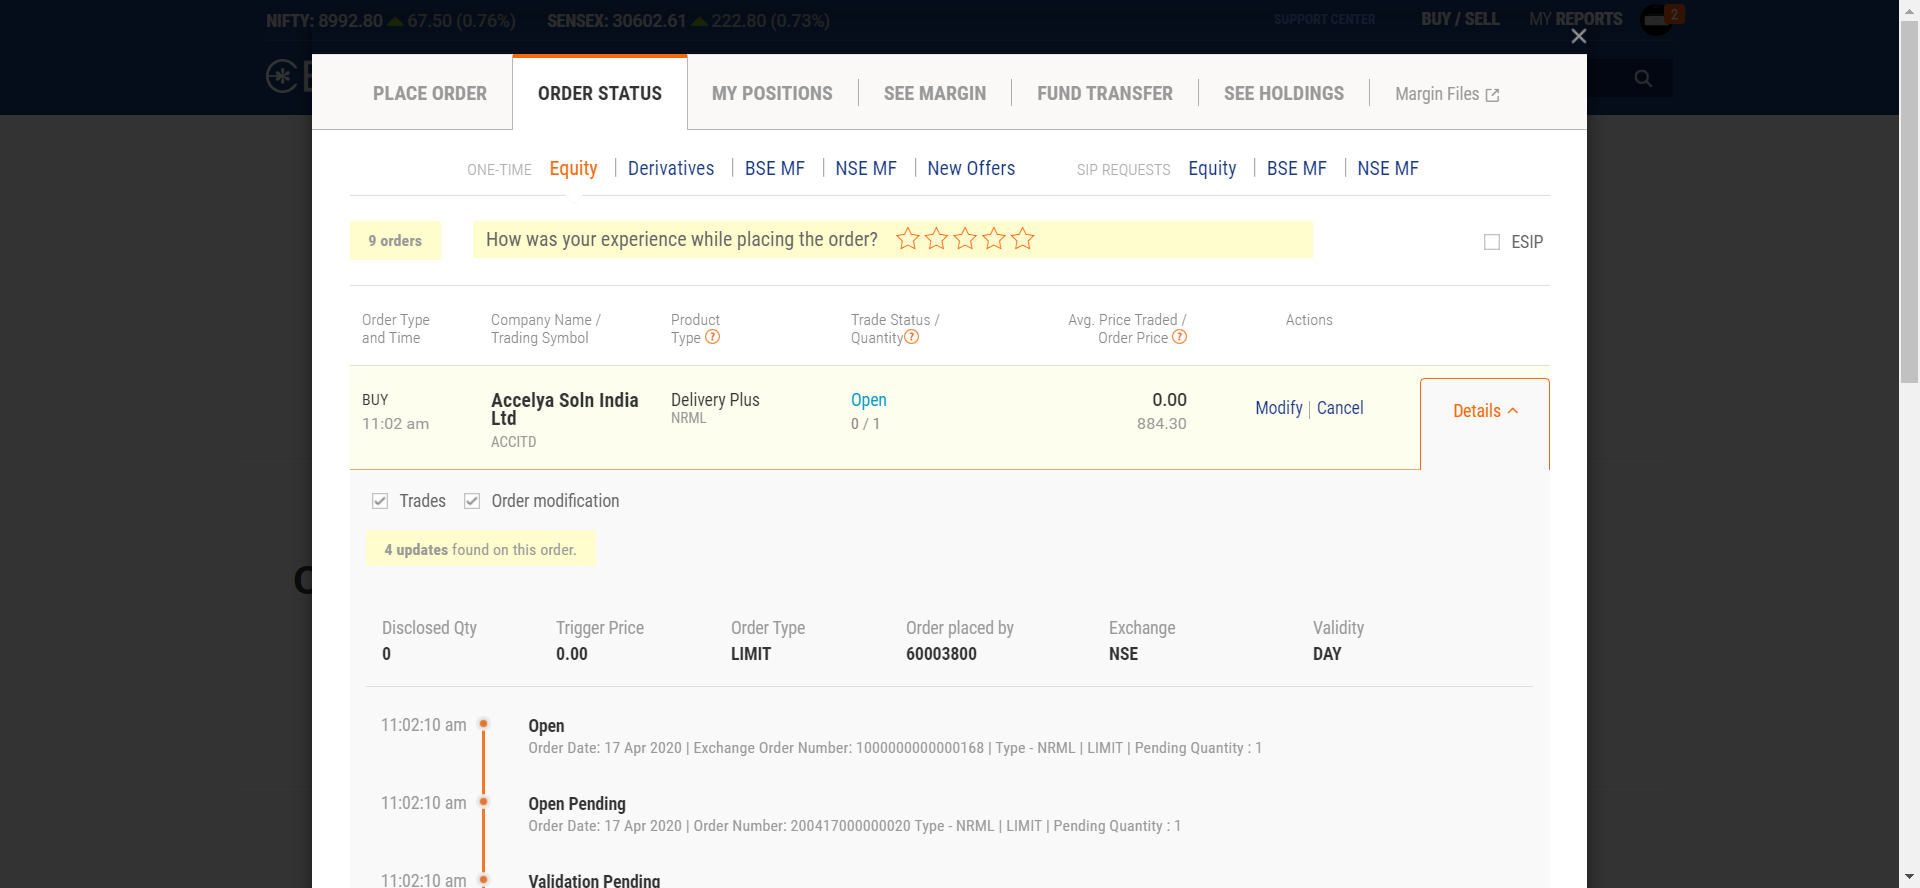 NIFTY: 8992.80 67.50 (0.76%) SENSEX: 30602.61 222.80 (0.73%) SUPPORT CENTER BUY / SELL MY REPORTS 2
PLACE ORDER ORDER STATUS MY POSITIONS SEE MARGIN FUND TRANSFER SEE HOLDINGS Margin Files
ONE-TIME Equity | Derivatives | BSE MF | NSE MF | New Offers SIP REQUESTS Equity | BSE MF | NSE MF
9 orders How was your experience while placing the order? ESIP
Order Type Company Name / Product Trade Status / Avg. Price Traded / Actions
and Time Trading Symbol Type ? Quantity ? Order Price ?
BUY Accelya Soln India Delivery Plus Open 0.00 Modify | Cancel Details
Ltd NRML
11:02 am 0 / 1 884.30
ACCITD
Trades Order modification
4 updates found on this order.
Disclosed Qty Trigger Price Order Type Order placed by Exchange Validity
0 0.00 LIMIT 60003800 NSE DAY
11:02:10 am Open
Order Date: 17 Apr 2020 | Exchange Order Number: 1000000000000168 | Type - NRML | LIMIT | Pending Quantity : 1
11:02:10 am Open Pending
Order Date: 17 Apr 2020 | Order Number: 200417000000020 Type - NRML | LIMIT | Pending Quantity : 1
11:02:10 am Validation Pending